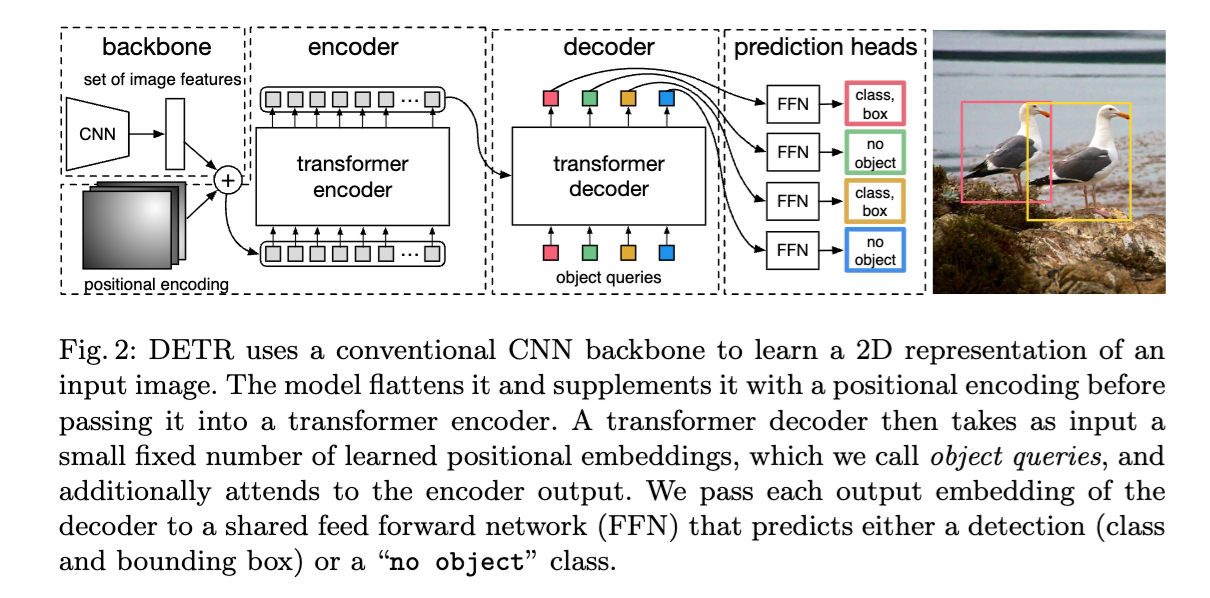 backbone
set of image features
CNN
+
positional encoding
encoder
...
transformer
encoder
...
decoder
transformer
decoder
object queries
prediction heads
FFN
class,
box
FFN
no
object
FFN
class,
box
FFN
no
object
Fig. 2: DETR uses a conventional CNN backbone to learn a 2D representation of an
input image. The model flattens it and supplements it with a positional encoding before
passing it into a transformer encoder. A transformer decoder then takes as input a
small fixed number of learned positional embeddings, which we call object queries, and
additionally attends to the encoder output. We pass each output embedding of the
decoder to a shared feed forward network (FFN) that predicts either a detection (class
and bounding box) or a “no object” class.